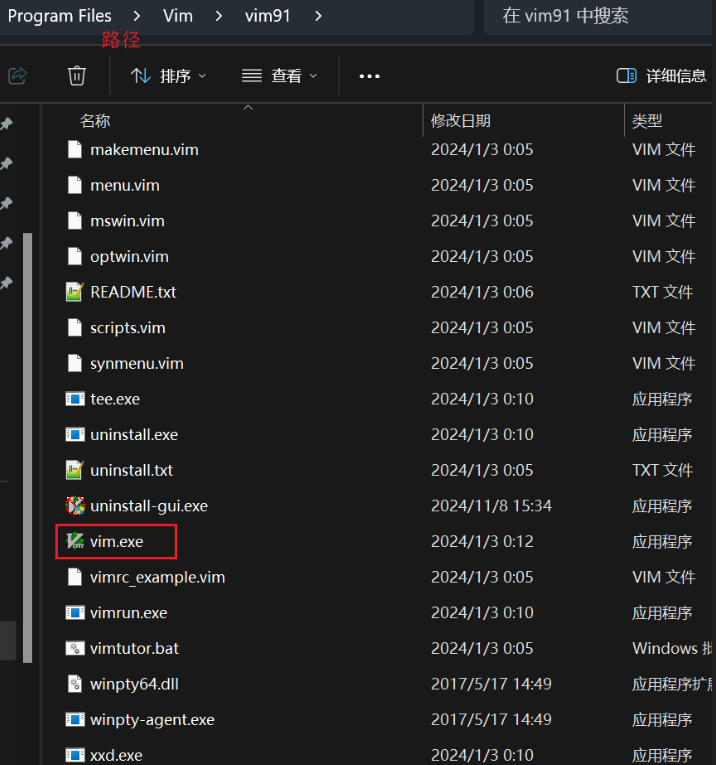 Program Files > Vim > vim91 >
在 vim91 中搜索
路径
排序 查看 ••• 详细信息
名称 修改日期 类型
makemenu.vim 2024/1/3 0:05 VIM 文件
menu.vim 2024/1/3 0:05 VIM 文件
mswin.vim 2024/1/3 0:05 VIM 文件
optwin.vim 2024/1/3 0:05 VIM 文件
README.txt 2024/1/3 0:06 TXT 文件
scripts.vim 2024/1/3 0:05 VIM 文件
synmenu.vim 2024/1/3 0:05 VIM 文件
tee.exe 2024/1/3 0:10 应用程序
uninstall.exe 2024/1/3 0:10 应用程序
uninstall.txt 2024/1/3 0:05 TXT 文件
uninstall-gui.exe 2024/11/8 15:34 应用程序
vim.exe 2024/1/3 0:12 应用程序
vimrc_example.vim 2024/1/3 0:05 VIM 文件
vimrun.exe 2024/1/3 0:10 应用程序
vimtutor.bat 2024/1/3 0:05 Windows 批
winpty64.dll 2017/5/17 14:49 应用程序扩展
winpty-agent.exe 2017/5/17 14:49 应用程序
xxd.exe 2024/1/3 0:10 应用程序